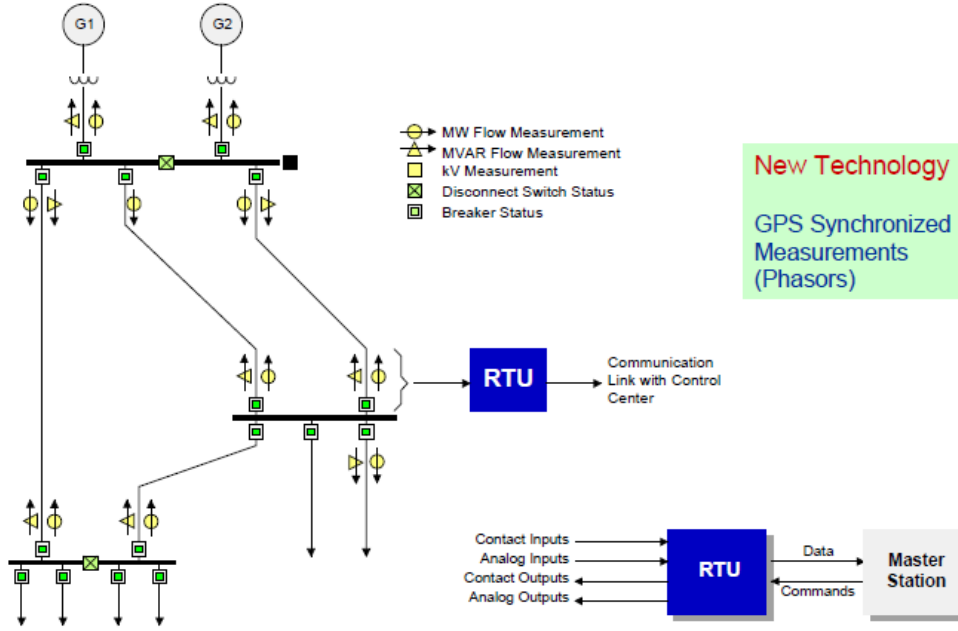 G1
G2
MW Flow Measurement
MVAR Flow Measurement
kV Measurement
Disconnect Switch Status
Breaker Status
New Technology
GPS Synchronized
Measurements
(Phasors)
RTU
Communication
Link with Control
Center
Contact Inputs
Analog Inputs
Contact Outputs
Analog Outputs
RTU
Data
Commands
Master
Station